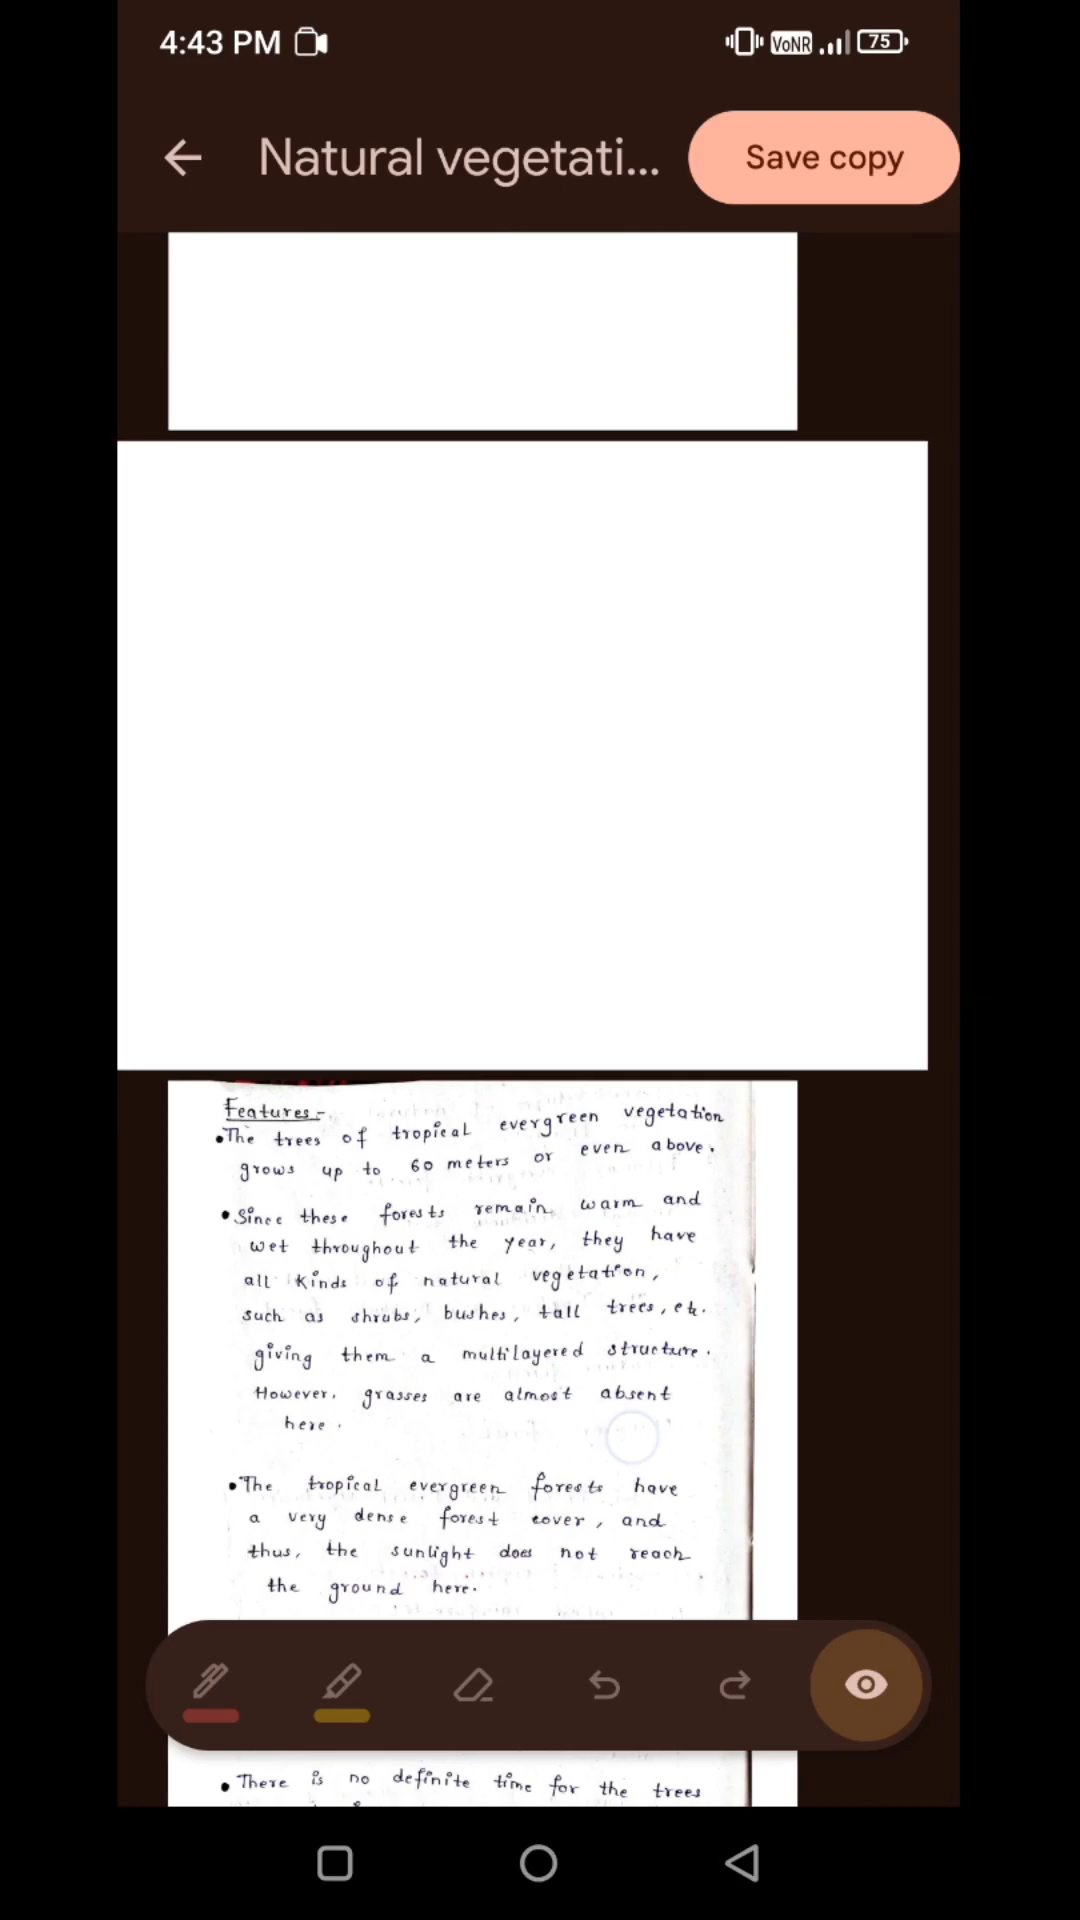 4:43 PM
VoNR
75
Natural vegetati...
Save copy
Features :-
• The trees of tropical evergreen vegetation
grows up to 60 meters or even above.
• Since these forests remain warm and
wet throughout the year, they have
all kinds of natural vegetation,
such as shrubs, bushes, tall trees, etc.
giving them a multilayered structure.
However, grasses are almost absent
here.
• The tropical evergreen forests have
a very dense forest cover, and
thus, the sunlight does not reach
the ground here.
• There is no definite time for the trees